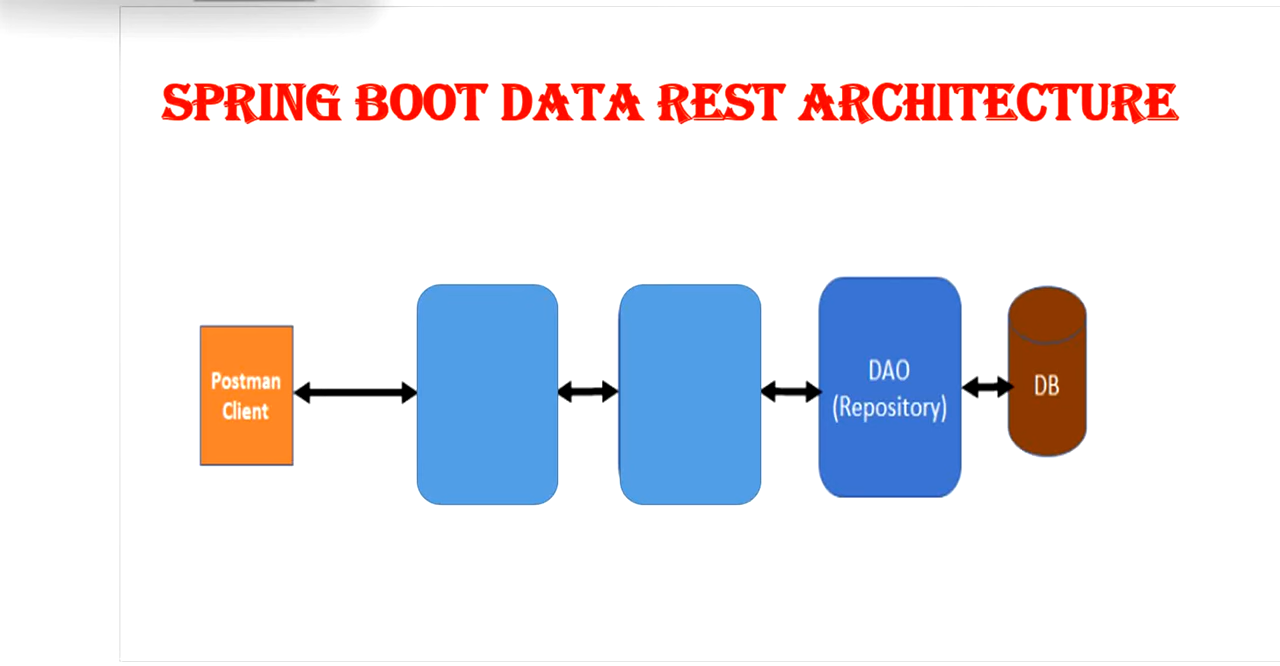 SPRING BOOT DATA REST ARCHITECTURE
Postman
Client
DAO
(Repository)
DB